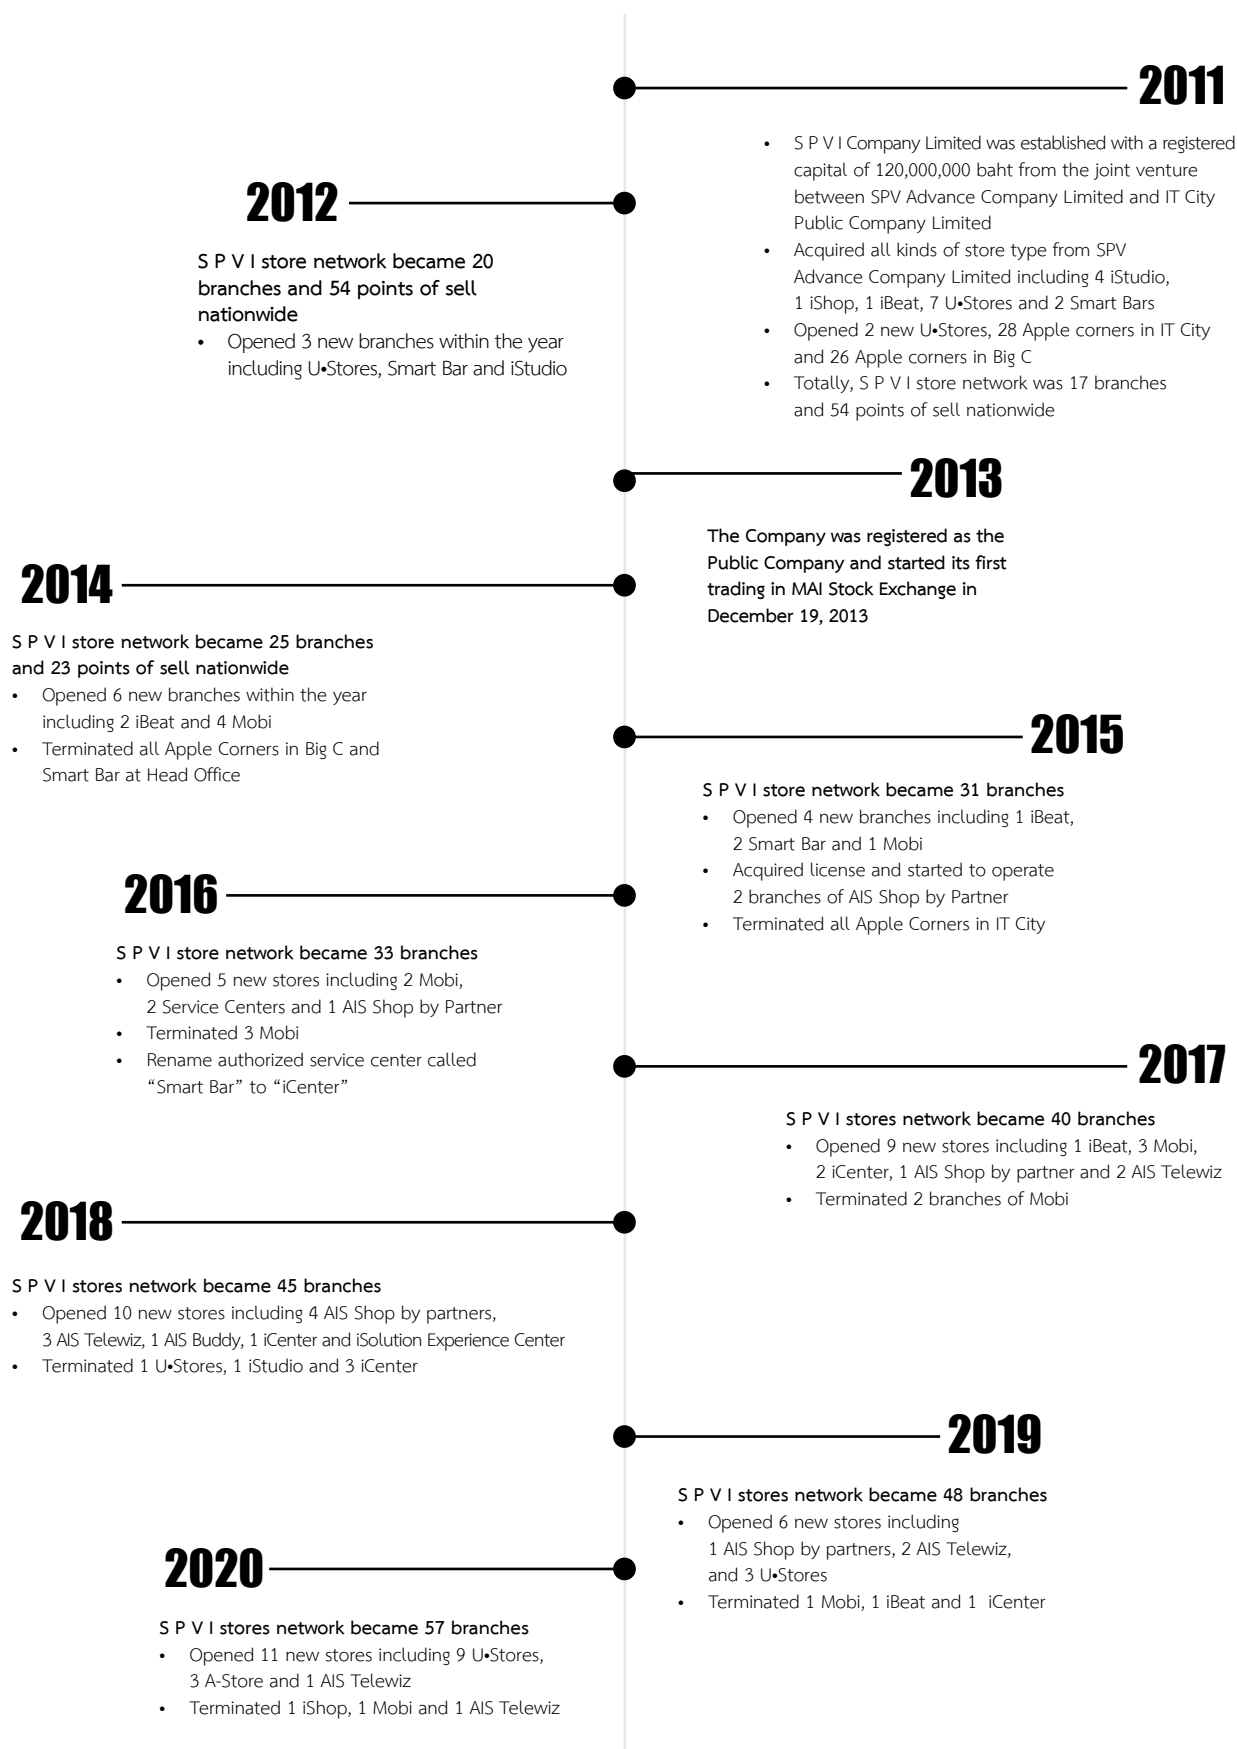 2011
• S P V I Company Limited was established with a registered
capital of 120,000,000 baht from the joint venture
between SPV Advance Company Limited and IT City
Public Company Limited
• Acquired all kinds of store type from SPV
Advance Company Limited including 4 iStudio,
1 iShop, 1 iBeat, 7 U•Stores and 2 Smart Bars
• Opened 2 new U•Stores, 28 Apple corners in IT City
and 26 Apple corners in Big C
• Totally, S P V I store network was 17 branches
and 54 points of sell nationwide
2012
S P V I store network became 20
branches and 54 points of sell
nationwide
• Opened 3 new branches within the year
including U•Stores, Smart Bar and iStudio
2013
The Company was registered as the
Public Company and started its first
trading in MAI Stock Exchange in
December 19, 2013
2014
S P V I store network became 25 branches
and 23 points of sell nationwide
• Opened 6 new branches within the year
including 2 iBeat and 4 Mobi
• Terminated all Apple Corners in Big C and
Smart Bar at Head Office
2015
S P V I store network became 31 branches
• Opened 4 new branches including 1 iBeat,
2 Smart Bar and 1 Mobi
• Acquired license and started to operate
2 branches of AIS Shop by Partner
• Terminated all Apple Corners in IT City
2016
S P V I store network became 33 branches
• Opened 5 new stores including 2 Mobi,
2 Service Centers and 1 AIS Shop by Partner
• Terminated 3 Mobi
• Rename authorized service center called
“Smart Bar” to “iCenter”
2017
S P V I stores network became 40 branches
• Opened 9 new stores including 1 iBeat, 3 Mobi,
2 iCenter, 1 AIS Shop by partner and 2 AIS Telewiz
• Terminated 2 branches of Mobi
2018
S P V I stores network became 45 branches
• Opened 10 new stores including 4 AIS Shop by partners,
3 AIS Telewiz, 1 AIS Buddy, 1 iCenter and iSolution Experience Center
• Terminated 1 U•Stores, 1 iStudio and 3 iCenter
2019
S P V I stores network became 48 branches
• Opened 6 new stores including
1 AIS Shop by partners, 2 AIS Telewiz,
and 3 U•Stores
• Terminated 1 Mobi, 1 iBeat and 1 iCenter
2020
S P V I stores network became 57 branches
• Opened 11 new stores including 9 U•Stores,
3 A-Store and 1 AIS Telewiz
• Terminated 1 iShop, 1 Mobi and 1 AIS Telewiz